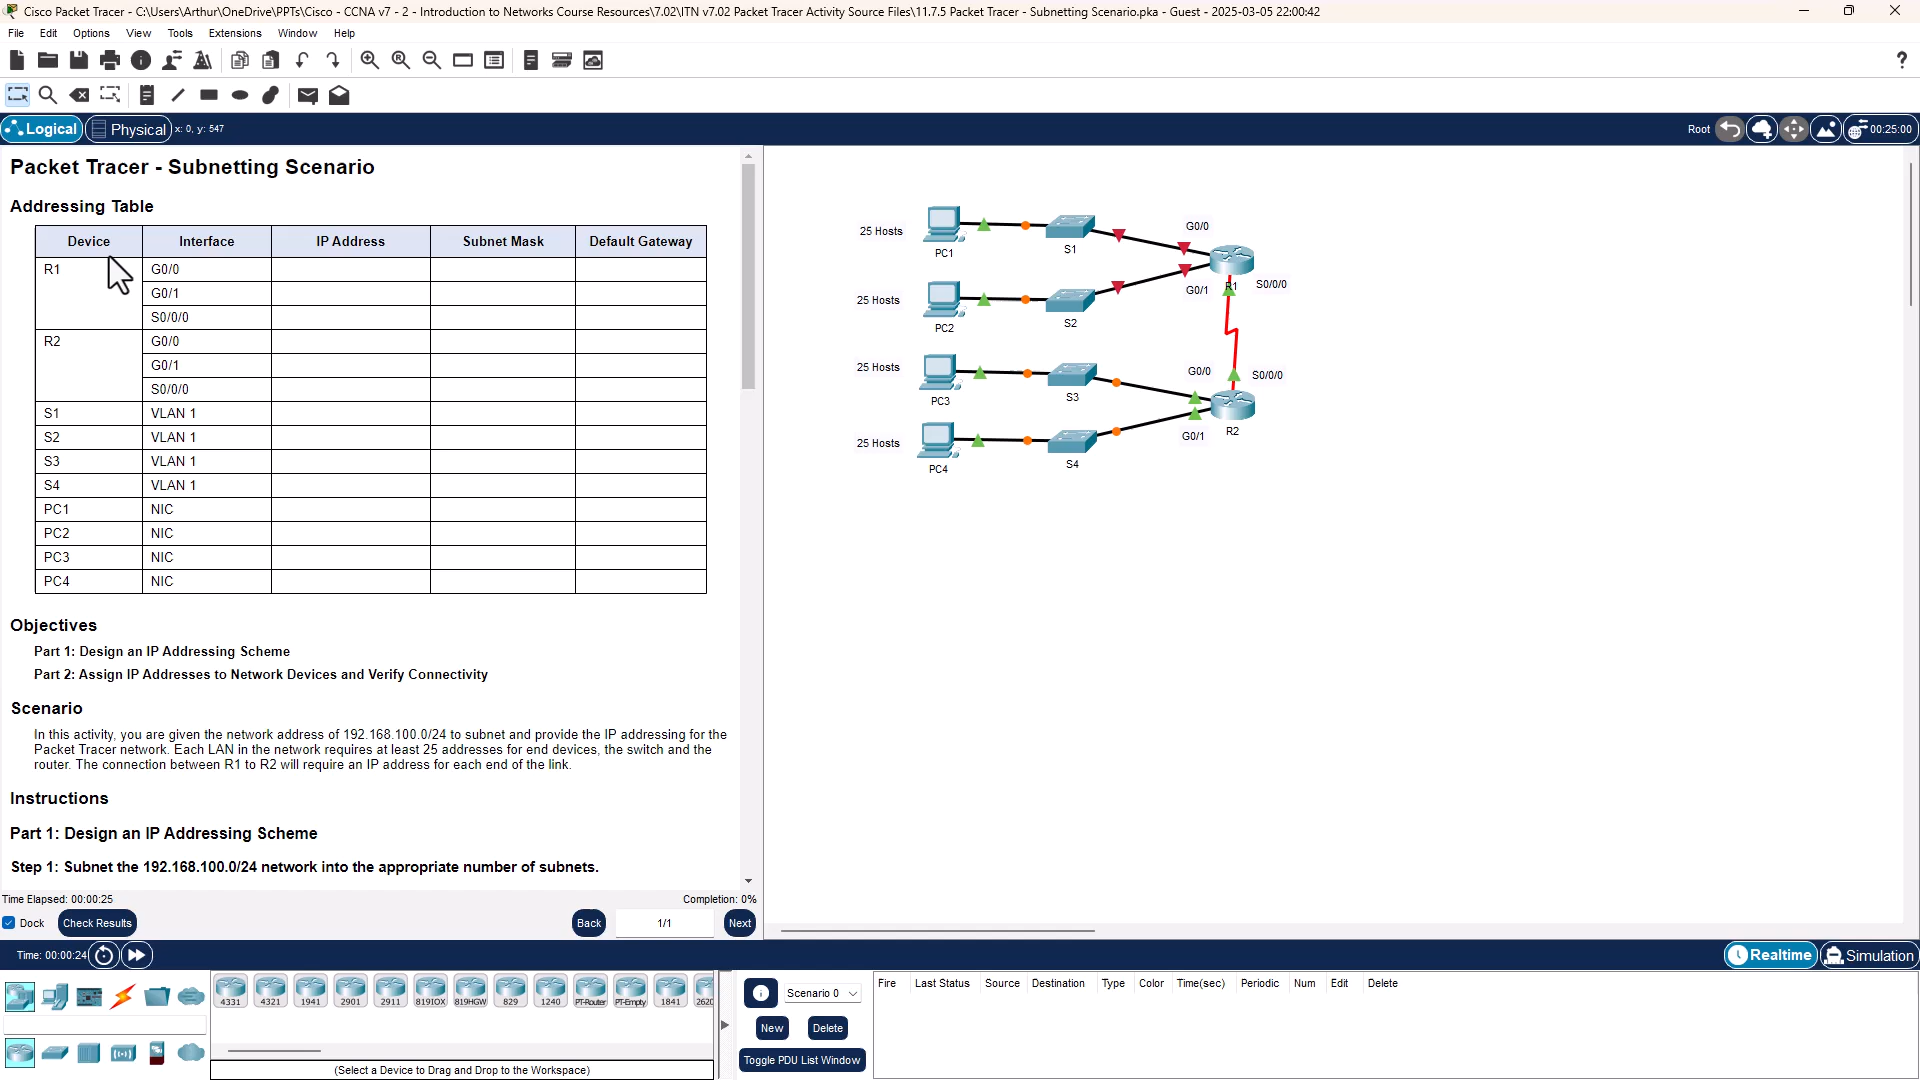 Cisco Packet Tracer - C:\Users\Arthur\OneDrive\PPTs\Cisco - CCNA v7 - 2 - Introduction to Networks Course Resources\7.02\ITN v7.02 Packet Tracer Activity Source Files\11.7.5 Packet Tracer - Subnetting Scenario.pka - Guest - 2025-03-05 22:00:42
File Edit Options View Tools Extensions Window Help
Logical Physical x: 0, y: 547 Root 00:25:00
Packet Tracer - Subnetting Scenario
Addressing Table
Device Interface IP Address Subnet Mask Default Gateway
R1 G0/0
G0/1
S0/0/0
R2 G0/0
G0/1
S0/0/0
S1 VLAN 1
S2 VLAN 1
S3 VLAN 1
S4 VLAN 1
PC1 NIC
PC2 NIC
PC3 NIC
PC4 NIC
Objectives
Part 1: Design an IP Addressing Scheme
Part 2: Assign IP Addresses to Network Devices and Verify Connectivity
Scenario
In this activity, you are given the network address of 192.168.100.0/24 to subnet and provide the IP addressing for the
Packet Tracer network. Each LAN in the network requires at least 25 addresses for end devices, the switch and the
router. The connection between R1 to R2 will require an IP address for each end of the link.
Instructions
Part 1: Design an IP Addressing Scheme
Step 1: Subnet the 192.168.100.0/24 network into the appropriate number of subnets.
Time Elapsed: 00:00:25 Completion: 0%
Dock Check Results Back 1/1 Next
G0/0
25 Hosts
PC1 S1
G0/1 R1 S0/0/0
25 Hosts
PC2 S2
25 Hosts G0/0 S0/0/0
PC3 S3
G0/1 R2
25 Hosts
PC4 S4
Time: 00:00:24 Realtime Simulation
4331 4321 1941 2901 2911 819IOX 819HGW 829 1240 PT-Router PT-Empty 1841 2620
(Select a Device to Drag and Drop to the Workspace)
Scenario 0
New Delete
Toggle PDU List Window
Fire Last Status Source Destination Type Color Time(sec) Periodic Num Edit Delete